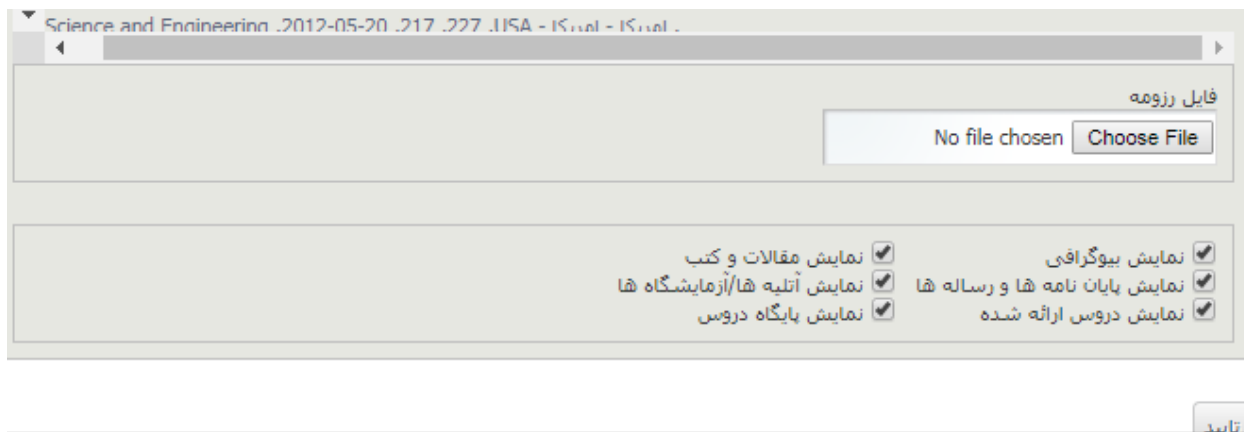 Science and Engineering ,2012-05-20 ,217 ,227 ,USA - امریکا - امریکا ,
فایل رزومه
Choose File No file chosen
نمایش بیوگرافی نمایش مقالات و کتب
نمایش پایان نامه ها و رساله ها نمایش آتلیه ها/آزمایشگاه ها
نمایش دروس ارائه شده نمایش پایگاه دروس
تایید